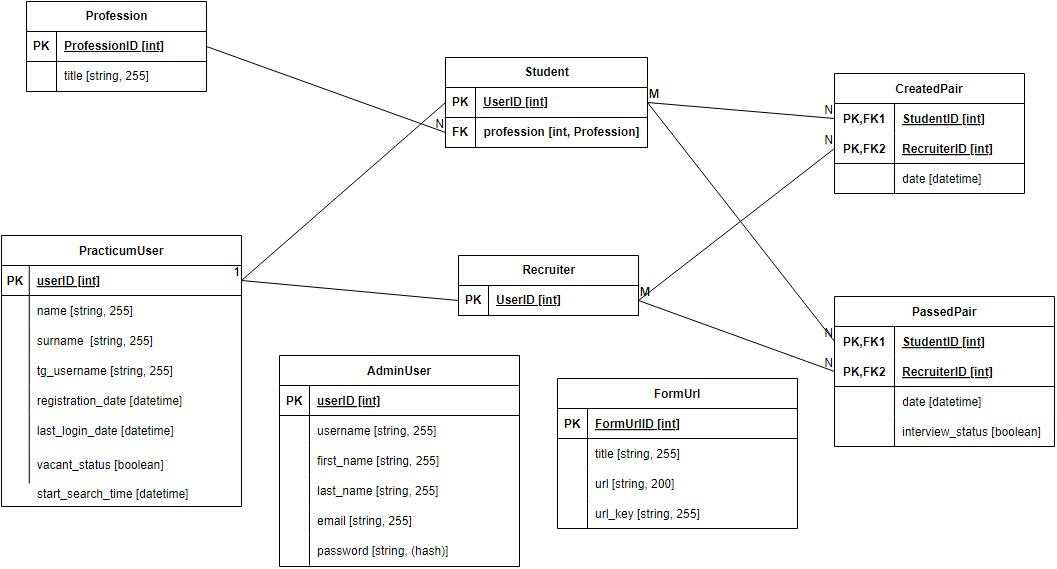 Profession
PK ProfessionID [int]
title [string, 255]
Student
PK UserID [int]
FK profession [int, Profession]
N
M
CreatedPair
N
PK,FK1 StudentID [int]
N
PK,FK2 RecruiterID [int]
date [datetime]
PracticumUser
1
PK userID [int]
name [string, 255]
surname  [string, 255]
tg_username [string, 255]
registration_date [datetime]
last_login_date [datetime]
vacant_status [boolean]
start_search_time [datetime]
Recruiter
PK UserID [int]
M
PassedPair
N
PK,FK1 StudentID [int]
N
PK,FK2 RecruiterID [int]
date [datetime]
interview_status [boolean]
AdminUser
PK userID [int]
username [string, 255]
first_name [string, 255]
last_name [string, 255]
email [string, 255]
password [string, (hash)]
FormUrl
PK FormUrlID [int]
title [string, 255]
url [string, 200]
url_key [string, 255]